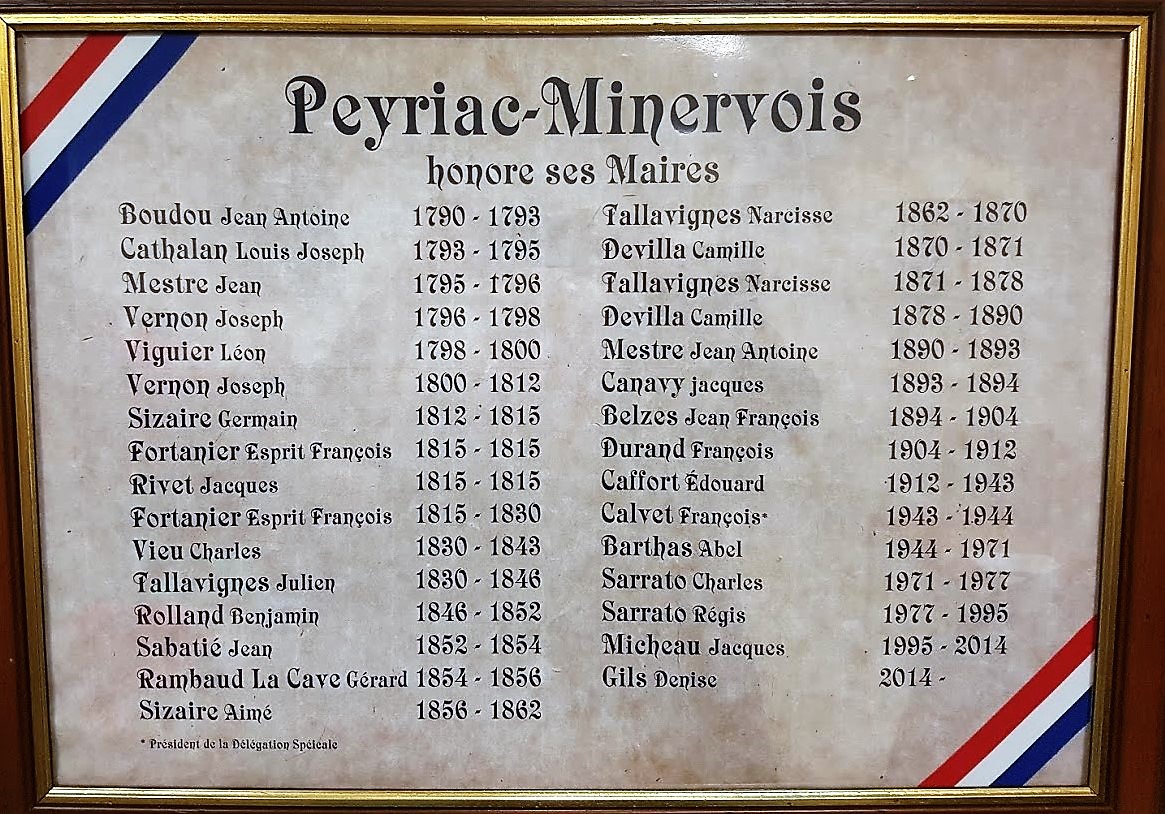 Peyriac-Minervois
honore ses Maires
Boudou Jean Antoine 1790 - 1793
Cathalan Louis Joseph 1793 - 1795
Mestre Jean 1795 - 1796
Vernon Joseph 1796 - 1798
Viguier Léon 1798 - 1800
Vernon Joseph 1800 - 1812
Sizaire Germain 1812 - 1815
Fortanier Esprit François 1815 - 1815
Rivet Jacques 1815 - 1815
Fortanier Esprit François 1815 - 1830
Vieu Charles 1830 - 1843
Tallavignes Julien 1830 - 1846
Rolland Benjamin 1846 - 1852
Sabatié Jean 1852 - 1854
Rambaud La Cave Gérard 1854 - 1856
Sizaire Aimé 1856 - 1862
* Président de la Délégation Spéicale
Tallavignes Narcisse 1862 - 1870
Devilla Camille 1870 - 1871
Tallavignes Narcisse 1871 - 1878
Devilla Camille 1878 - 1890
Mestre Jean Antoine 1890 - 1893
Canavy jacques 1893 - 1894
Belzes Jean François 1894 - 1904
Durand François 1904 - 1912
Caffort Édouard 1912 - 1943
Calvet François* 1943 - 1944
Barthas Abel 1944 - 1971
Sarrato Charles 1971 - 1977
Sarrato Régis 1977 - 1995
Micheau Jacques 1995 - 2014
Gils Denise 2014 -